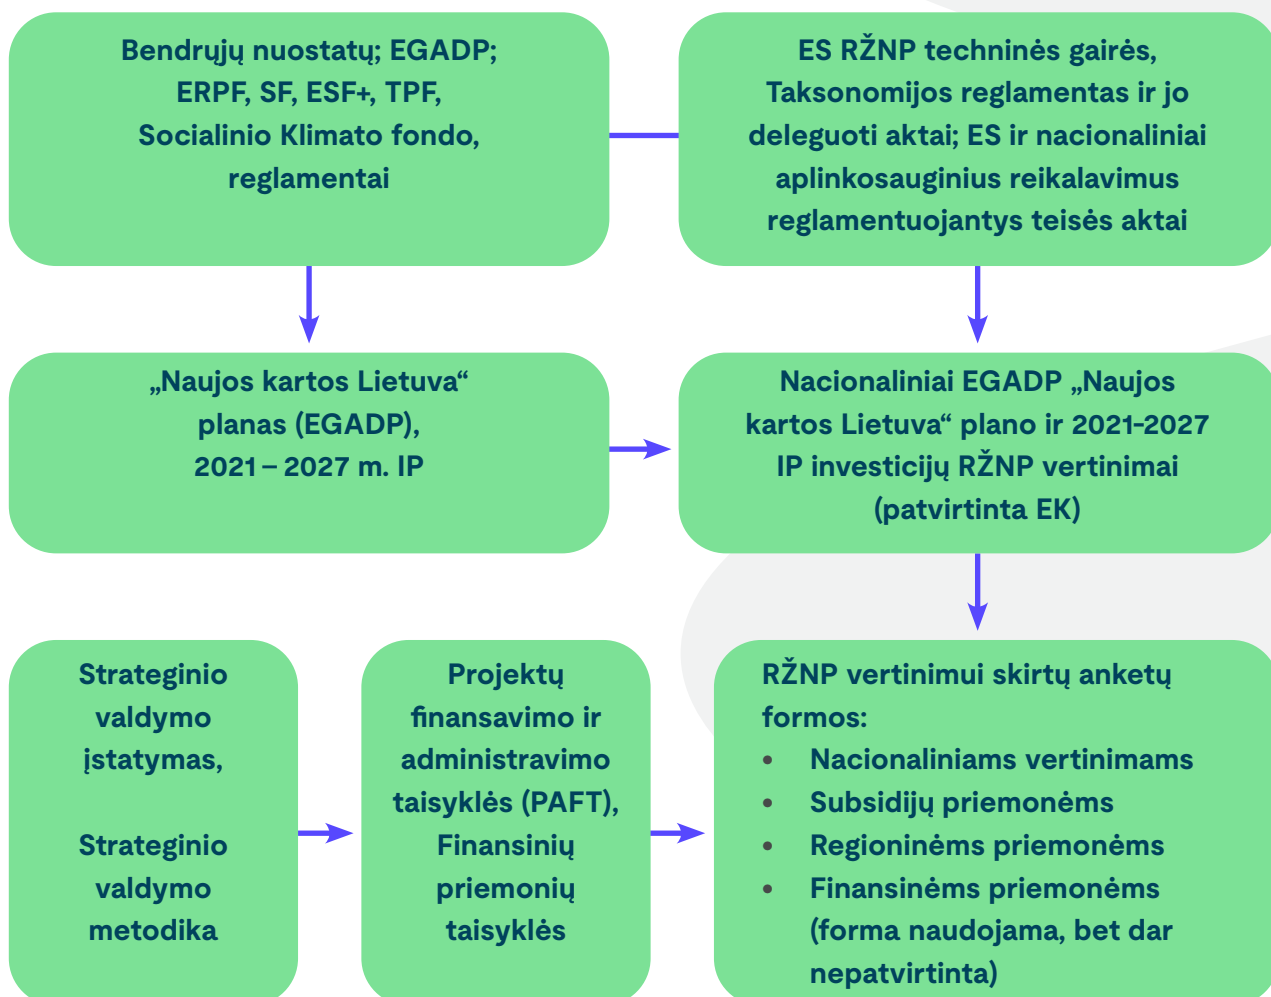 Bendrųjų nuostatų; EGADP;
ERPF, SF, ESF+, TPF,
Socialinio Klimato fondo,
reglamentai
ES RŽNP techninės gairės,
Taksonomijos reglamentas ir jo
deleguoti aktai; ES ir nacionaliniai
aplinkosauginius reikalavimus
reglamentuojantys teisės aktai
„Naujos kartos Lietuva“
planas (EGADP),
2021 – 2027 m. IP
Nacionaliniai EGADP „Naujos
kartos Lietuva“ plano ir 2021-2027
IP investicijų RŽNP vertinimai
(patvirtinta EK)
Strateginio
valdymo
įstatymas,
Strateginio
valdymo
metodika
Projektų
finansavimo ir
administravimo
taisyklės (PAFT),
Finansinių
priemonių
taisyklės
RŽNP vertinimui skirtų anketų
formos:
• Nacionaliniams vertinimams
• Subsidijų priemonėms
• Regioninėms priemonėms
• Finansinėms priemonėms
(forma naudojama, bet dar
nepatvirtinta)